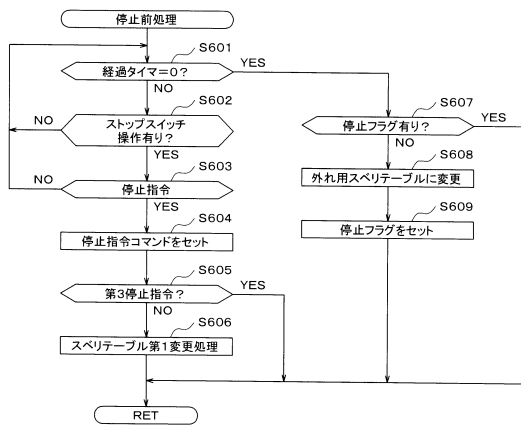 停止前処理
S601
経過タイマ=0?
YES
NO
S602
ストップスイッチ
操作有り?
NO
YES
S603
停止指令
NO
YES
S604
停止指令コマンドをセット
S605
第3停止指令?
YES
NO
S606
スベリテーブル第1変更処理
RET
S607
停止フラグ有り?
YES
NO
S608
外れ用スベリテーブルに変更
S609
停止フラグをセット